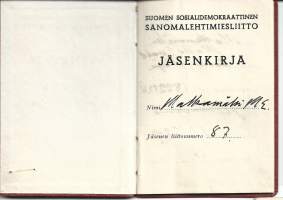 SUOMEN SOSIALIDEMOKRAATTINEN
SANOMALEHTIMIESLIITTO
JÄSENKIRJA
Nimi
Jäsenen liittonumero 87.